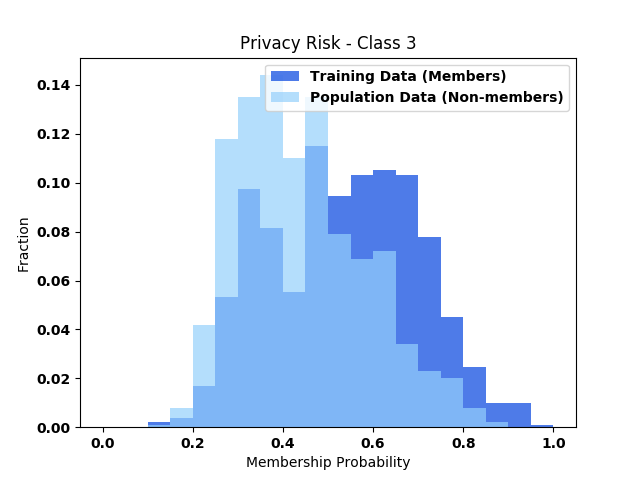 Privacy Risk - Class 3
Training Data (Members)
Population Data (Non-members)
0.14
0.12
0.10
0.08
0.06
0.04
0.02
0.00
Fraction
0.0 0.2 0.4 0.6 0.8 1.0
Membership Probability